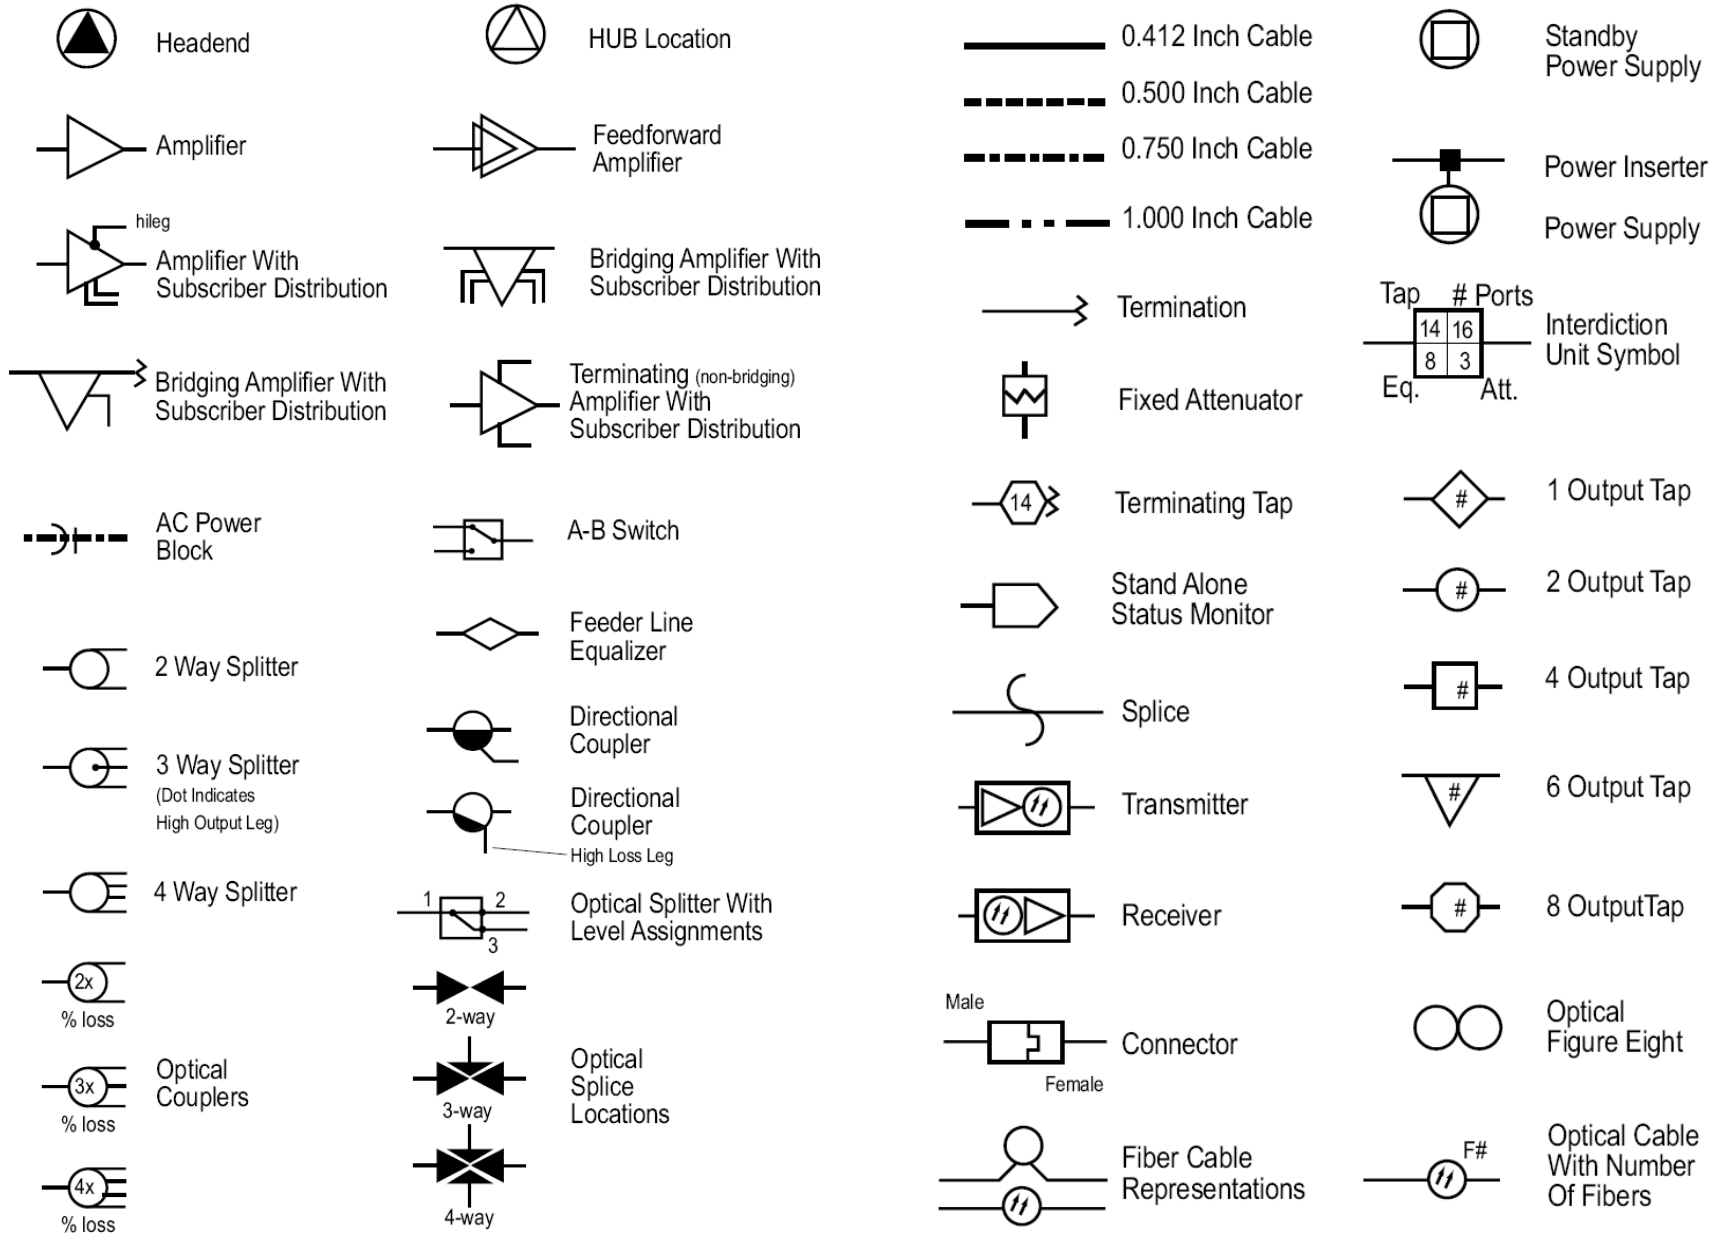 Headend
Amplifier
hileg
Amplifier With
Subscriber Distribution
Bridging Amplifier With
Subscriber Distribution
AC Power
Block
2 Way Splitter
3 Way Splitter
(Dot Indicates
High Output Leg)
4 Way Splitter
2x
% loss
3x
% loss
Optical
Couplers
4x
% loss
HUB Location
Feedforward
Amplifier
Bridging Amplifier With
Subscriber Distribution
Terminating (non-bridging)
Amplifier With
Subscriber Distribution
A-B Switch
Feeder Line
Equalizer
Directional
Coupler
Directional
Coupler
High Loss Leg
1 2
3
Optical Splitter With
Level Assignments
2-way
3-way
4-way
Optical
Splice
Locations
0.412 Inch Cable
0.500 Inch Cable
0.750 Inch Cable
1.000 Inch Cable
Termination
Fixed Attenuator
14
Terminating Tap
Stand Alone
Status Monitor
Splice
Transmitter
Receiver
Male
Connector
Female
Fiber Cable
Representations
Standby
Power Supply
Power Inserter
Power Supply
Tap # Ports
14 16
8 3
Eq. Att.
Interdiction
Unit Symbol
#
1 Output Tap
#
2 Output Tap
#
4 Output Tap
#
6 Output Tap
#
8 OutputTap
Optical
Figure Eight
F#
Optical Cable
With Number
Of Fibers